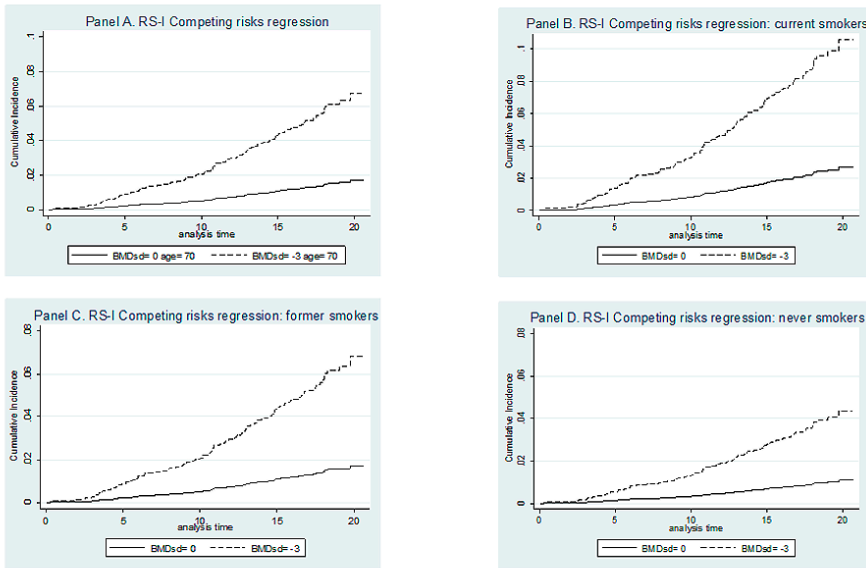 Panel A. RS-I Competing risks regression
Cumulative Incidence
.1
.08
.06
.04
.02
0
0 5 10 15 20
analysis time
BMDsd= 0 age= 70 BMDsd= -3 age= 70
Panel B. RS-I Competing risks regression: current smokers
Cumulative Incidence
.1
.08
.06
.04
.02
0
0 5 10 15 20
analysis time
BMDsd= 0 BMDsd= -3
Panel C. RS-I Competing risks regression: former smokers
Cumulative Incidence
.08
.06
.04
.02
0
0 5 10 15 20
analysis time
BMDsd= 0 BMDsd= -3
Panel D. RS-I Competing risks regression: never smokers
Cumulative Incidence
.08
.06
.04
.02
0
0 5 10 15 20
analysis time
BMDsd= 0 BMDsd= -3